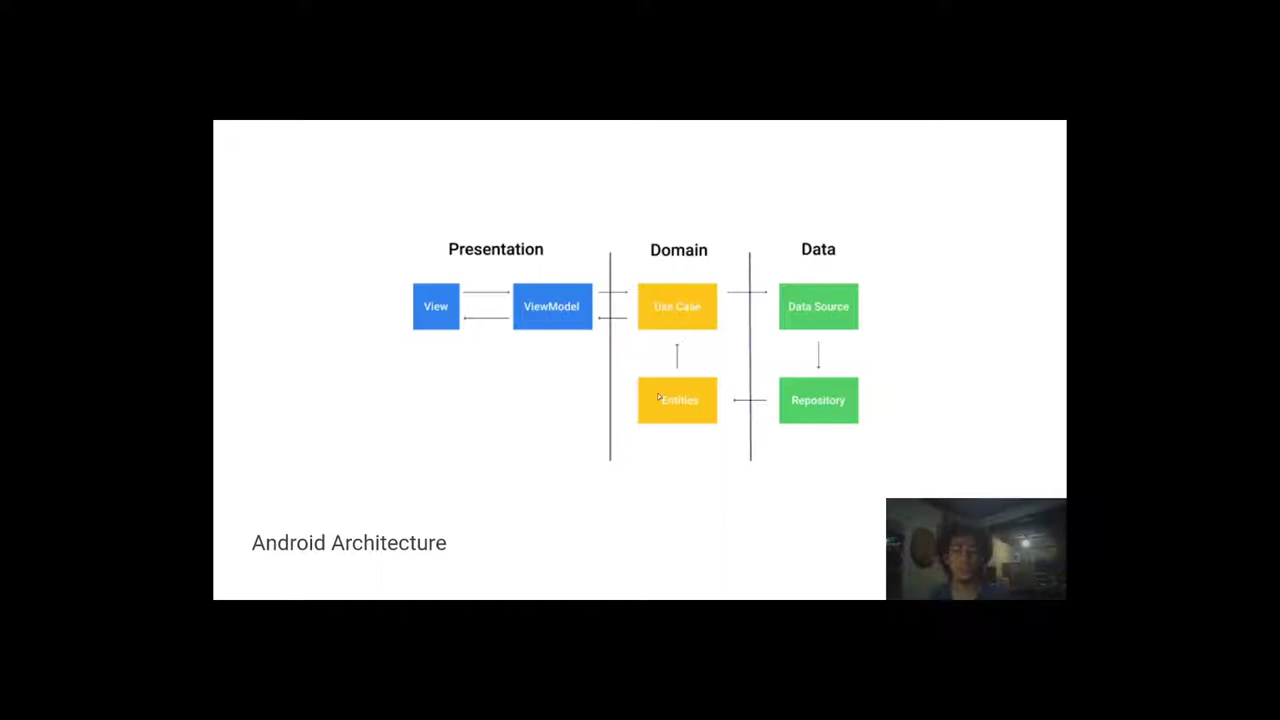 Presentation
Domain
Data
View
ViewModel
Use Case
Data Source
Entities
Repository
Android Architecture